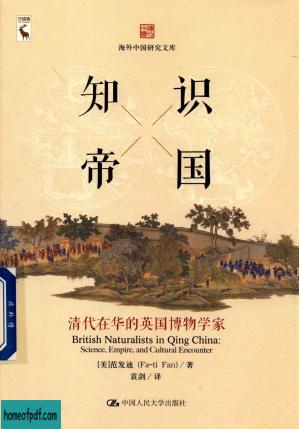 海外中国研究文库
知识
帝国
清代在华的英国博物学家
British Naturalists in Qing China:
Science, Empire, and Cultural Encounter
[美]范发迪 (Fa-ti Fan) 著
袁剑 译
中国人民大学出版社
homeofpdf.com